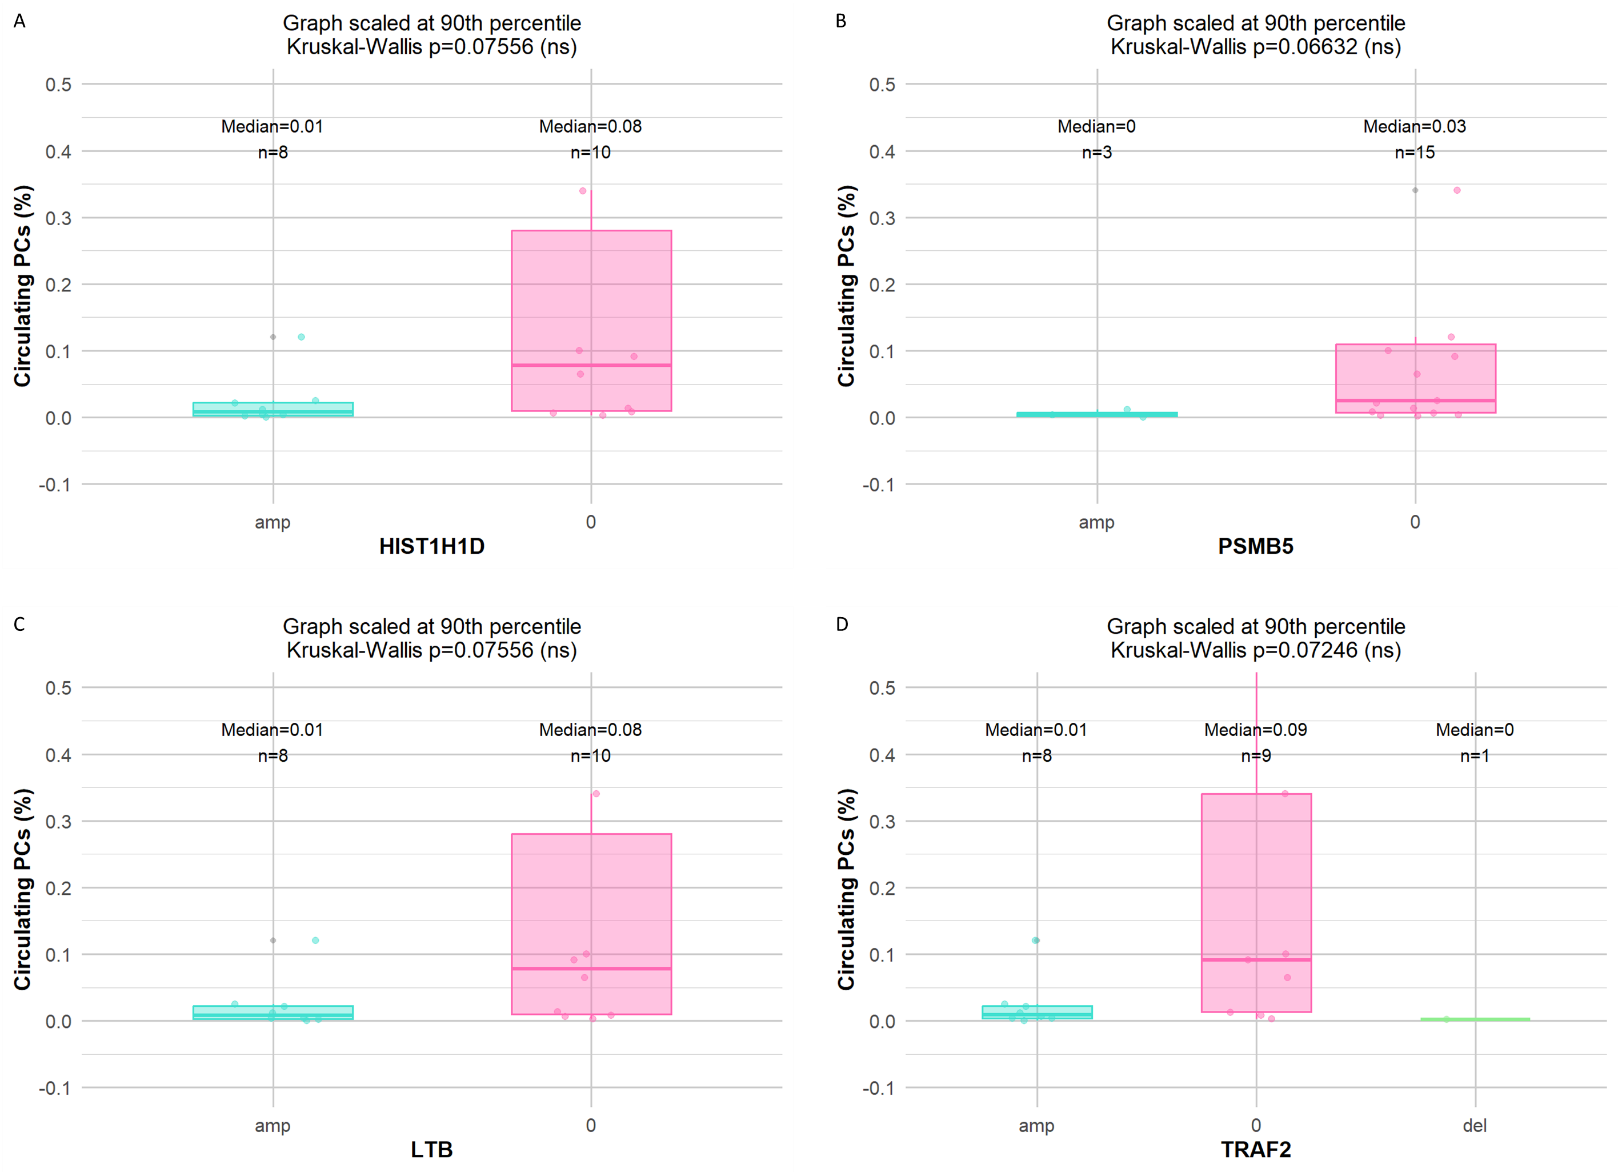 A
Graph scaled at 90th percentile
Kruskal-Wallis p=0.07556 (ns)
Circulating PCs (%)
0.5
0.4
0.3
0.2
0.1
0.0
-0.1
Median=0.01
n=8
Median=0.08
n=10
amp
0
HIST1H1D
B
Graph scaled at 90th percentile
Kruskal-Wallis p=0.06632 (ns)
Circulating PCs (%)
0.5
0.4
0.3
0.2
0.1
0.0
-0.1
Median=0
n=3
Median=0.03
n=15
amp
0
PSMB5
C
Graph scaled at 90th percentile
Kruskal-Wallis p=0.07556 (ns)
Circulating PCs (%)
0.5
0.4
0.3
0.2
0.1
0.0
-0.1
Median=0.01
n=8
Median=0.08
n=10
amp
0
LTB
D
Graph scaled at 90th percentile
Kruskal-Wallis p=0.07246 (ns)
Circulating PCs (%)
0.5
0.4
0.3
0.2
0.1
0.0
-0.1
Median=0.01
n=8
Median=0.09
n=9
Median=0
n=1
amp
0
del
TRAF2